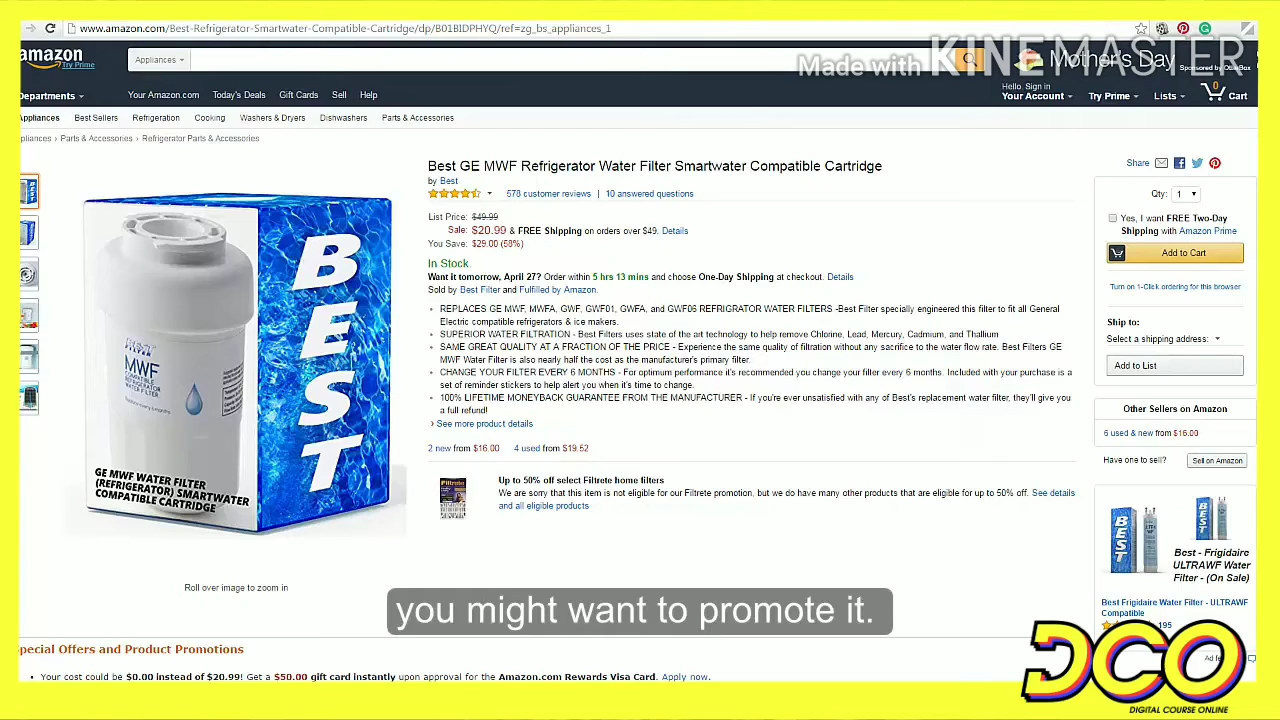 www.amazon.com/Best-Refrigerator-Smartwater-Compatible-Cartridge/dp/B01BIDPHYQ/ref=zg_bs_appliances_1
amazon
Try Prime
Appliances
Made with KINEMASTER
Mother's Day
Departments
Your Amazon.com Today's Deals Gift Cards Sell Help
Hello. Sign in
Your Account Try Prime Lists 0 Cart
Appliances Best Sellers Refrigeration Cooking Washers & Dryers Dishwashers Parts & Accessories
pliances › Parts & Accessories › Refrigerator Parts & Accessories
Best GE MWF Refrigerator Water Filter Smartwater Compatible Cartridge
by Best
578 customer reviews | 10 answered questions
List Price: $49.99
Sale: $20.99 & FREE Shipping on orders over $49. Details
You Save: $29.00 (58%)
In Stock.
Want it tomorrow, April 27? Order within 5 hrs 13 mins and choose One-Day Shipping at checkout. Details
Sold by Best Filter and Fulfilled by Amazon.
• REPLACES GE MWF, MWFA, GWF, GWF01, GWFA, and GWF06 REFRIGRATOR WATER FILTERS -Best Filter specially engineered this filter to fit all General
Electric compatible refrigerators & ice makers.
• SUPERIOR WATER FILTRATION - Best Filters uses state of the art technology to help remove Chlorine, Lead, Mercury, Cadmium, and Thallium
• SAME GREAT QUALITY AT A FRACTION OF THE PRICE - Experience the same quality of filtration without any sacrifice to the water flow rate. Best Filters GE
MWF Water Filter is also nearly half the cost as the manufacturer's primary filter.
• CHANGE YOUR FILTER EVERY 6 MONTHS - For optimum performance it's recommended you change your filter every 6 months. Included with your purchase is a
set of reminder stickers to help alert you when it's time to change.
• 100% LIFETIME MONEYBACK GUARANTEE FROM THE MANUFACTURER - If you're ever unsatisfied with any of Best's replacement water filter, they'll give you
a full refund!
› See more product details
2 new from $16.00 4 used from $19.52
Filtrete
Up to 50% off select Filtrete home filters
We are sorry that this item is not eligible for our Filtrete promotion, but we do have many other products that are eligible for up to 50% off. See details
and all eligible products
MWF
BEST
GE MWF WATER FILTER
(REFRIGERATOR) SMARTWATER
COMPATIBLE CARTRIDGE
Roll over image to zoom in
Share
Qty: 1
Yes, I want FREE Two-Day
Shipping with Amazon Prime
Add to Cart
Turn on 1-Click ordering for this browser
Ship to:
Select a shipping address:
Add to List
Other Sellers on Amazon
6 used & new from $16.00
Have one to sell? Sell on Amazon
BEST
BEST
Best - Frigidaire
ULTRAWF Water
Filter - (On Sale)
Best Frigidaire Water Filter - ULTRAWF
Compatible
195
you might want to promote it.
pecial Offers and Product Promotions
• Your cost could be $0.00 instead of $20.99! Get a $50.00 gift card instantly upon approval for the Amazon.com Rewards Visa Card. Apply now.
DCO
DIGITAL COURSE ONLINE